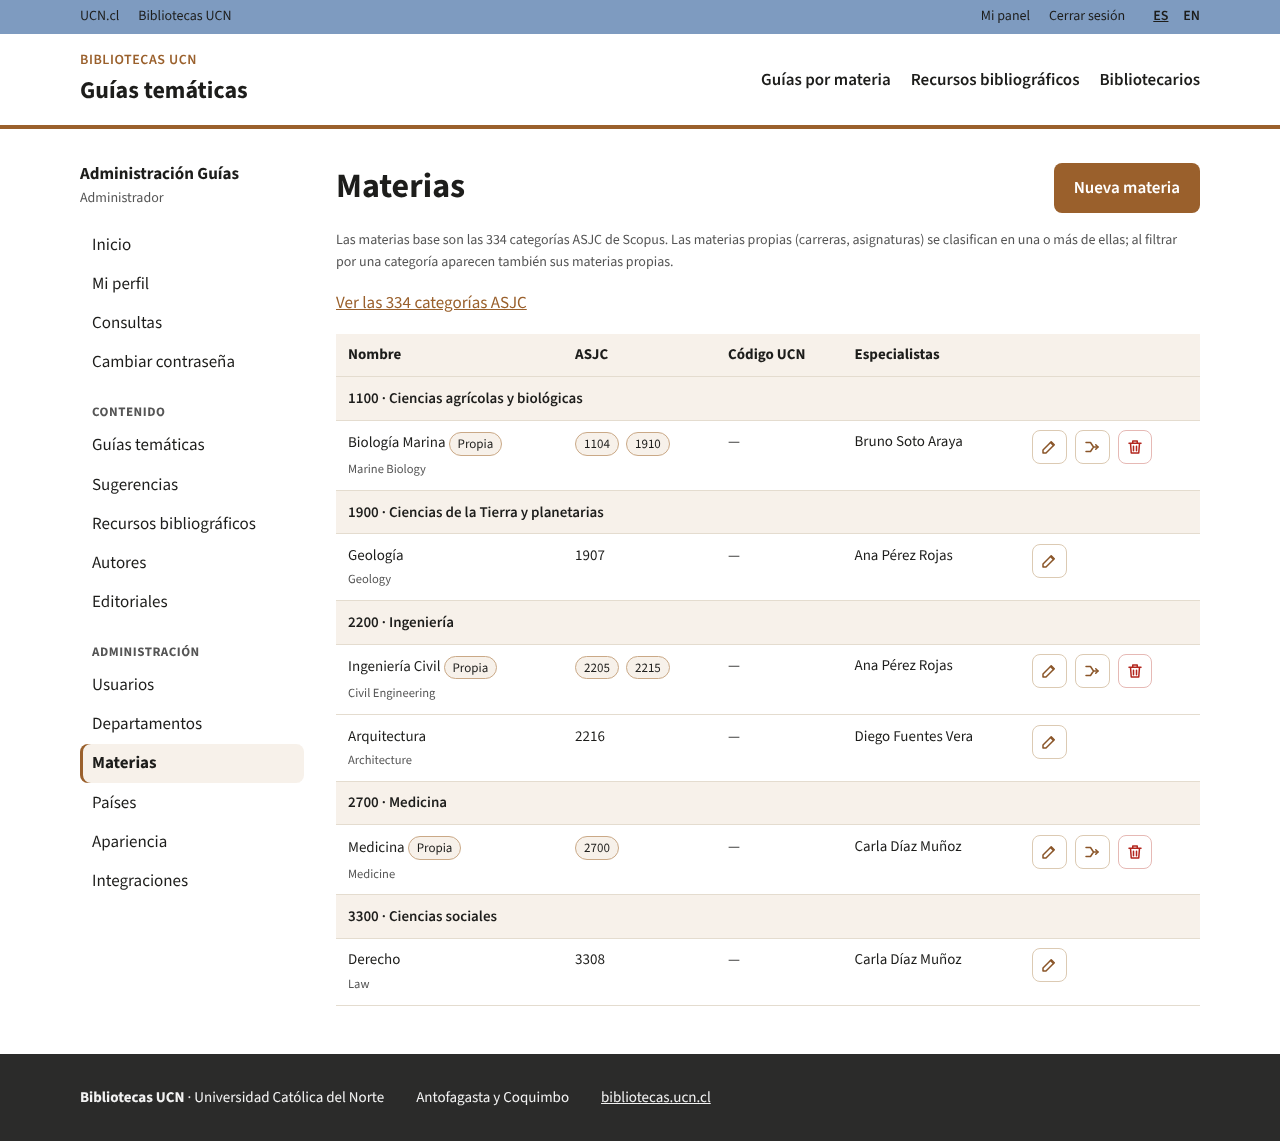 UCN.cl Bibliotecas UCN Mi panel Cerrar sesión ES EN
BIBLIOTECAS UCN
Guías temáticas
Guías por materia Recursos bibliográficos Bibliotecarios
Administración Guías
Administrador
Inicio
Mi perfil
Consultas
Cambiar contraseña
CONTENIDO
Guías temáticas
Sugerencias
Recursos bibliográficos
Autores
Editoriales
ADMINISTRACIÓN
Usuarios
Departamentos
Materias
Países
Apariencia
Integraciones
Materias
Nueva materia
Las materias base son las 334 categorías ASJC de Scopus. Las materias propias (carreras, asignaturas) se clasifican en una o más de ellas; al filtrar
por una categoría aparecen también sus materias propias.
Ver las 334 categorías ASJC
Nombre ASJC Código UCN Especialistas
1100 · Ciencias agrícolas y biológicas
Biología Marina Propia 1104 1910 — Bruno Soto Araya
Marine Biology
1900 · Ciencias de la Tierra y planetarias
Geología 1907 — Ana Pérez Rojas
Geology
2200 · Ingeniería
Ingeniería Civil Propia 2205 2215 — Ana Pérez Rojas
Civil Engineering
Arquitectura 2216 — Diego Fuentes Vera
Architecture
2700 · Medicina
Medicina Propia 2700 — Carla Díaz Muñoz
Medicine
3300 · Ciencias sociales
Derecho 3308 — Carla Díaz Muñoz
Law
Bibliotecas UCN · Universidad Católica del Norte Antofagasta y Coquimbo bibliotecas.ucn.cl